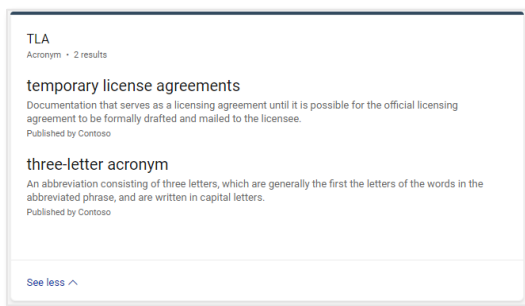 TLA
Acronym • 2 results
temporary license agreements
Documentation that serves as a licensing agreement until it is possible for the official licensing
agreement to be formally drafted and mailed to the licensee.
Published by Contoso
three-letter acronym
An abbreviation consisting of three letters, which are generally the first the letters of the words in the
abbreviated phrase, and are written in capital letters.
Published by Contoso
See less